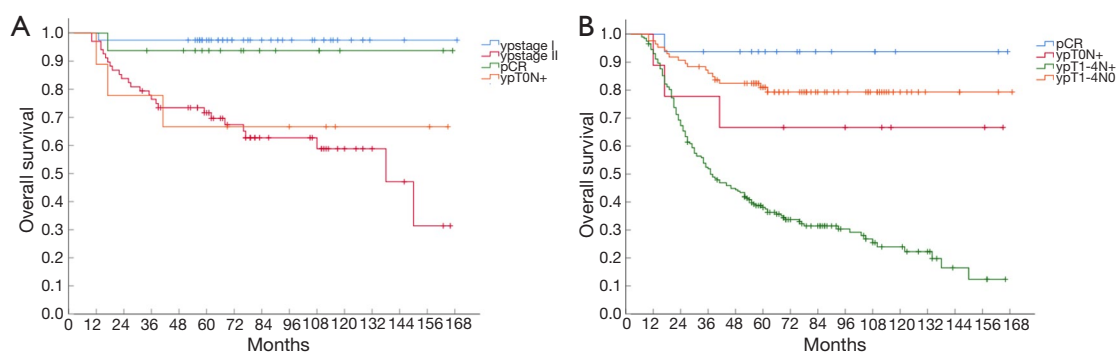 A
1.0
0.9
0.8
0.7
0.6
0.5
0.4
0.3
0.2
0.1
0.0
Overall survival
0 12 24 36 48 60 72 84 96 108 120 132 144 156 168
Months
ypstage I
ypstage II
pCR
ypT0N+
B
1.0
0.9
0.8
0.7
0.6
0.5
0.4
0.3
0.2
0.1
0.0
Overall survival
0 12 24 36 48 60 72 84 96 108 120 132 144 156 168
Months
pCR
ypT0N+
ypT1-4N+
ypT1-4N0